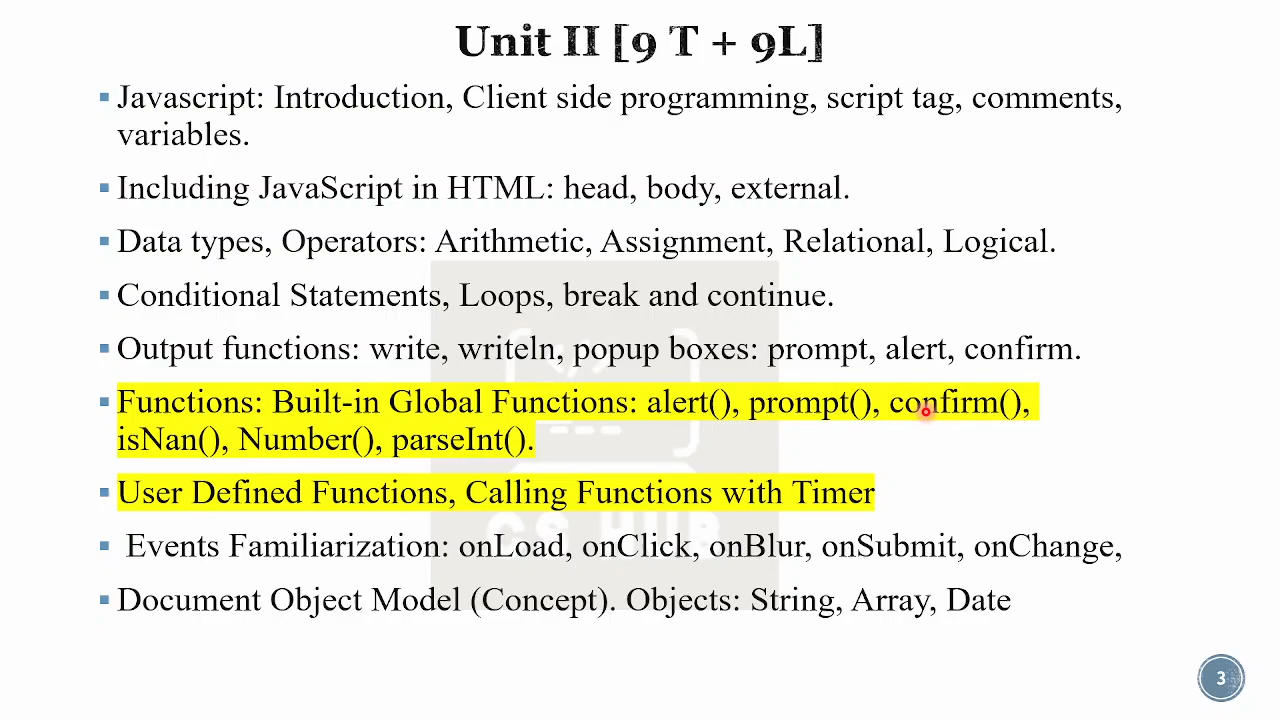 Unit II [9 T + 9L]
▪ Javascript: Introduction, Client side programming, script tag, comments,
variables.
▪ Including JavaScript in HTML: head, body, external.
▪ Data types, Operators: Arithmetic, Assignment, Relational, Logical.
▪ Conditional Statements, Loops, break and continue.
▪ Output functions: write, writeln, popup boxes: prompt, alert, confirm.
▪ Functions: Built-in Global Functions: alert(), prompt(), confirm(),
isNan(), Number(), parseInt().
▪ User Defined Functions, Calling Functions with Timer
▪ Events Familiarization: onLoad, onClick, onBlur, onSubmit, onChange,
▪ Document Object Model (Concept). Objects: String, Array, Date
CS HUB
3